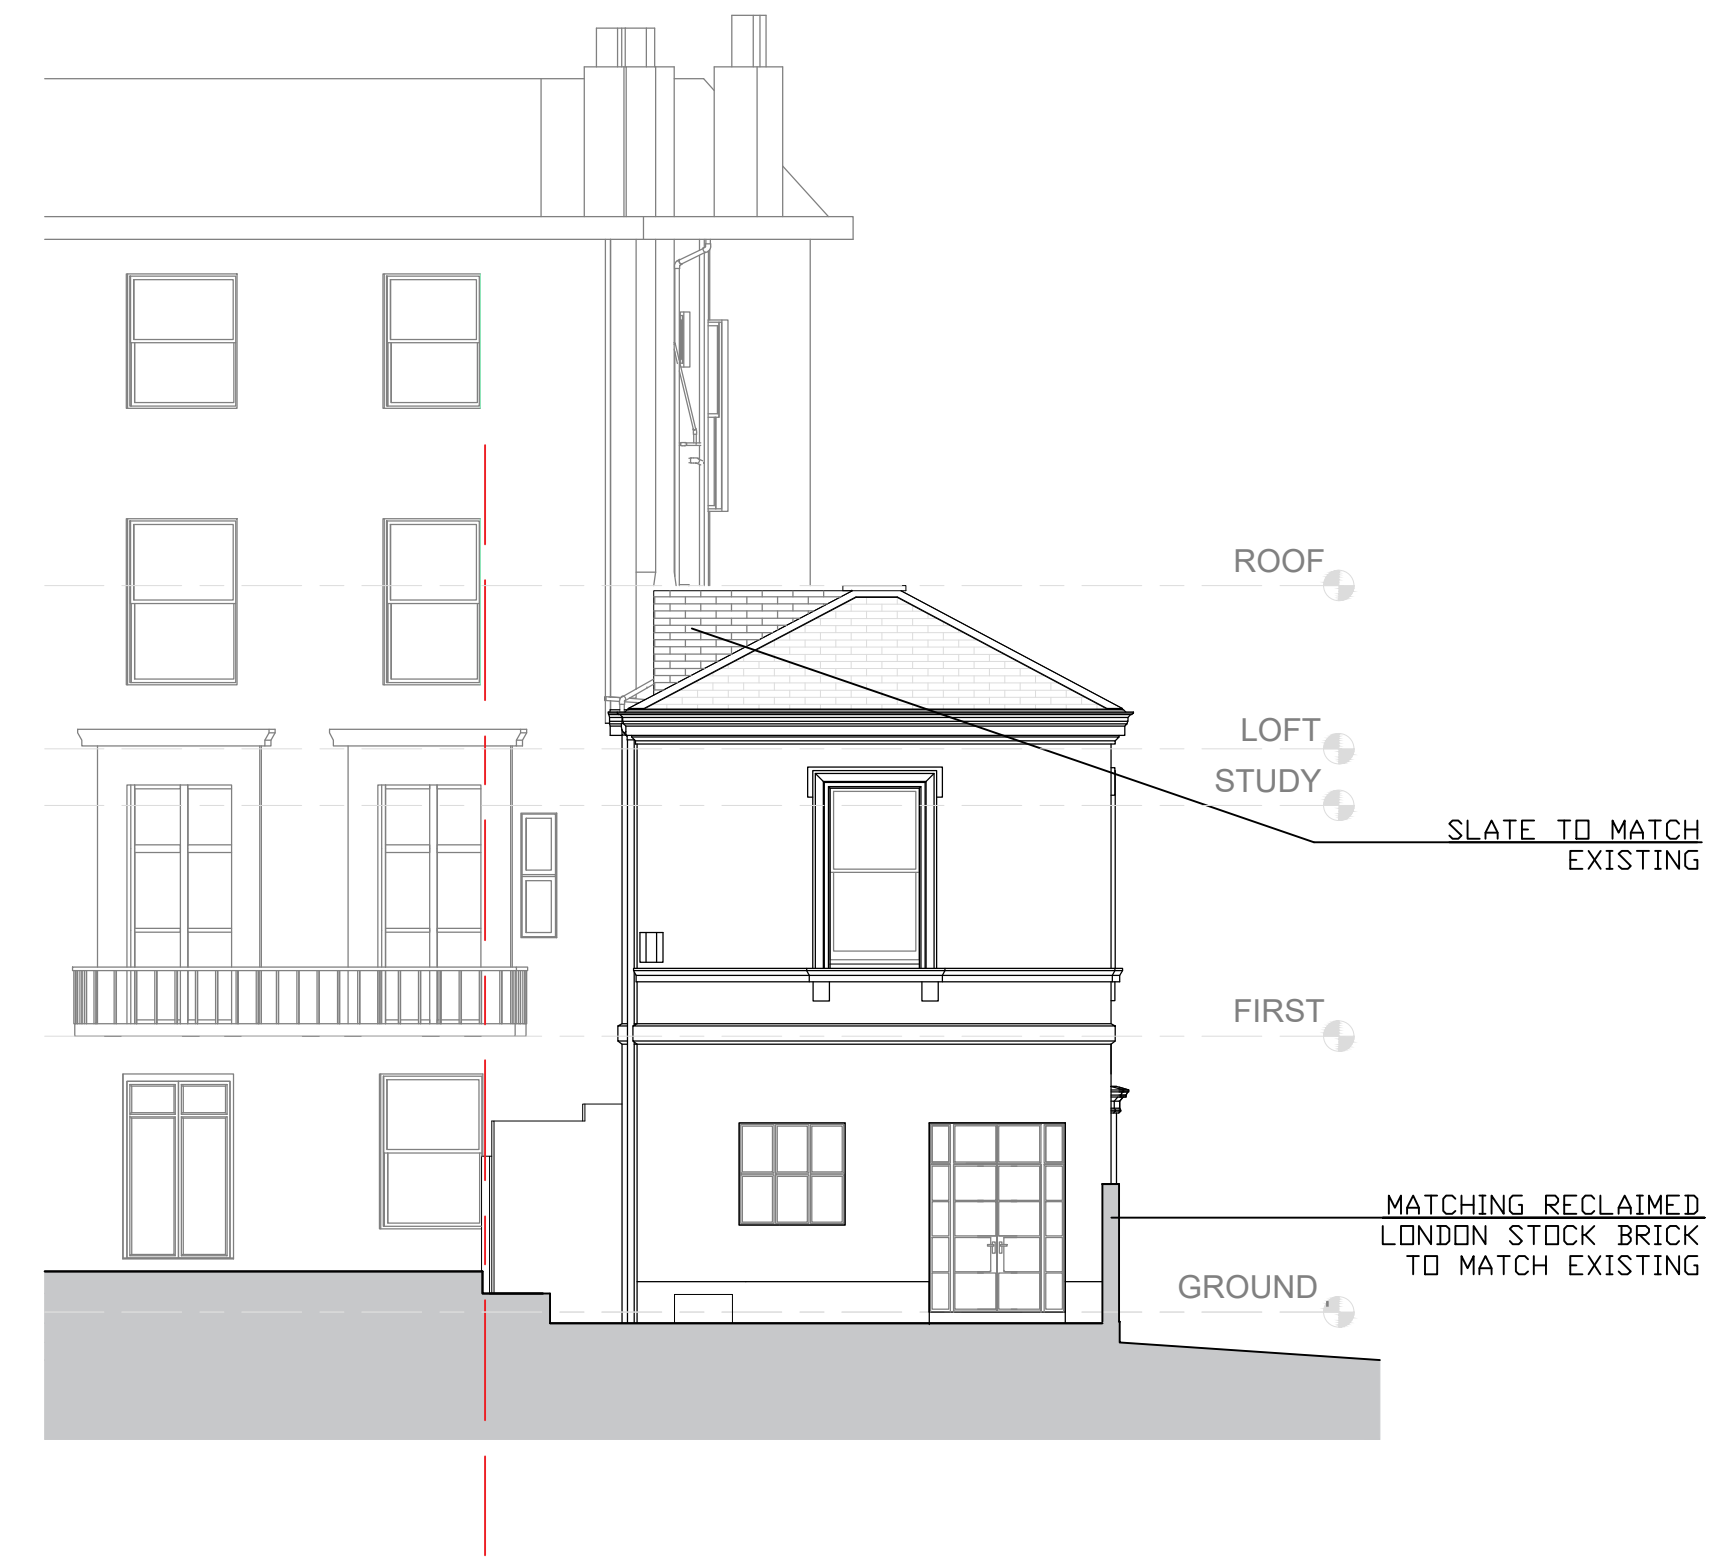 ROOF
LOFT
STUDY
SLATE TO MATCH
EXISTING
FIRST
MATCHING RECLAIMED
LONDON STOCK BRICK
TO MATCH EXISTING
GROUND